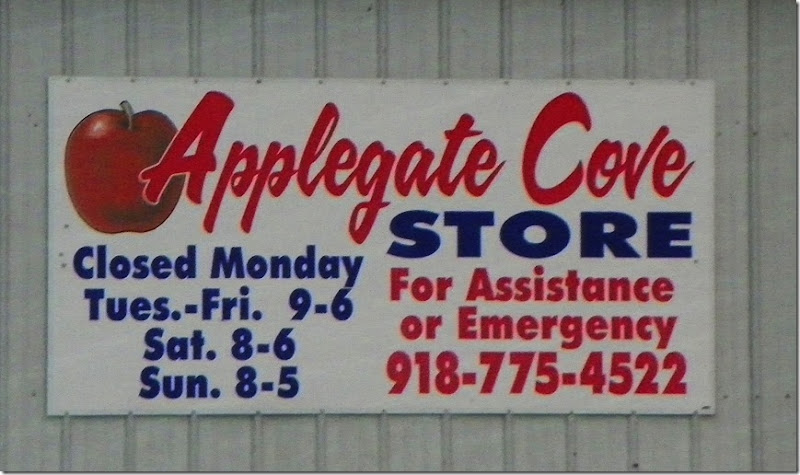 Applegate Cove
STORE
Closed Monday
Tues.-Fri. 9-6
Sat. 8-6
Sun. 8-5
For Assistance
or Emergency
918-775-4522